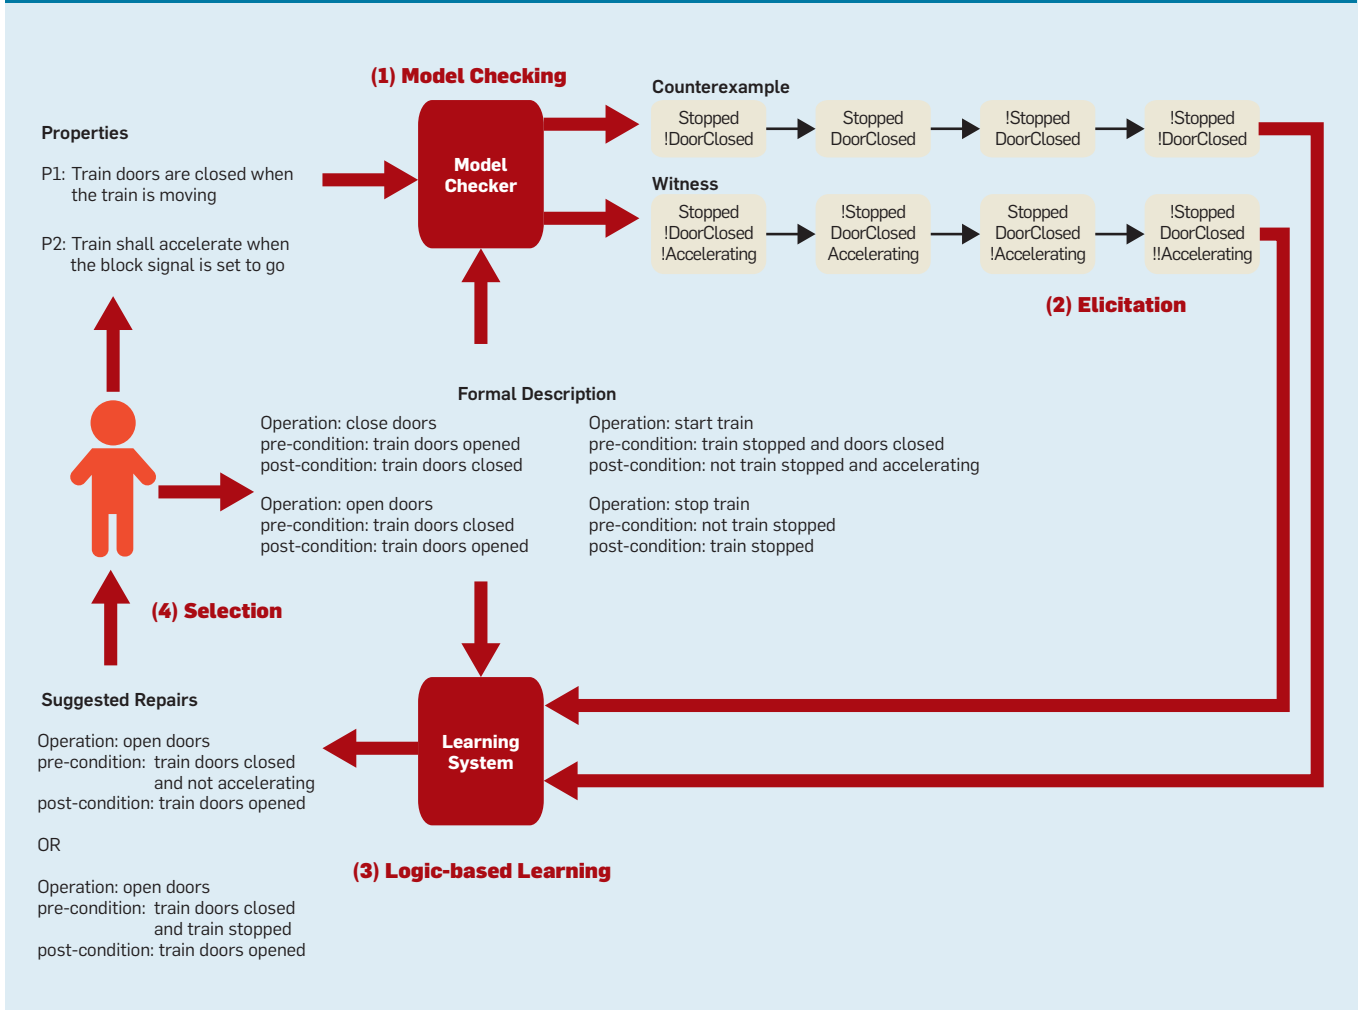 (1) Model Checking
Properties
P1: Train doors are closed when
the train is moving
P2: Train shall accelerate when
the block signal is set to go
Model
Checker
Counterexample
Stopped
!DoorClosed
Stopped
DoorClosed
!Stopped
DoorClosed
!Stopped
!DoorClosed
Witness
Stopped
!DoorClosed
!Accelerating
!Stopped
DoorClosed
Accelerating
Stopped
DoorClosed
!Accelerating
!Stopped
DoorClosed
!!Accelerating
(2) Elicitation
Formal Description
Operation: close doors
pre-condition: train doors opened
post-condition: train doors closed
Operation: open doors
pre-condition: train doors closed
post-condition: train doors opened
Operation: start train
pre-condition: train stopped and doors closed
post-condition: not train stopped and accelerating
Operation: stop train
pre-condition: not train stopped
post-condition: train stopped
(4) Selection
Suggested Repairs
Operation: open doors
pre-condition: train doors closed
and not accelerating
post-condition: train doors opened
OR
Operation: open doors
pre-condition: train doors closed
and train stopped
post-condition: train doors opened
Learning
System
(3) Logic-based Learning